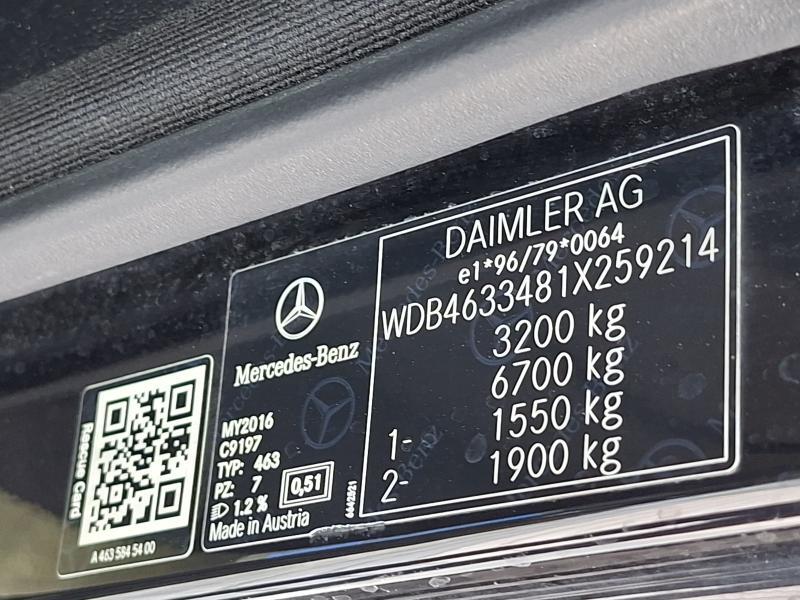 DAIMLER AG
e1*96/79*0064
WDB4633481X259214
3200 kg
6700 kg
1- 1550 kg
2- 1900 kg
Mercedes-Benz
MY2016
C9197
TYP: 463
PZ: 7
0,51
1.2 %
Made in Austria
Rescue Card
A 463 584 54 00